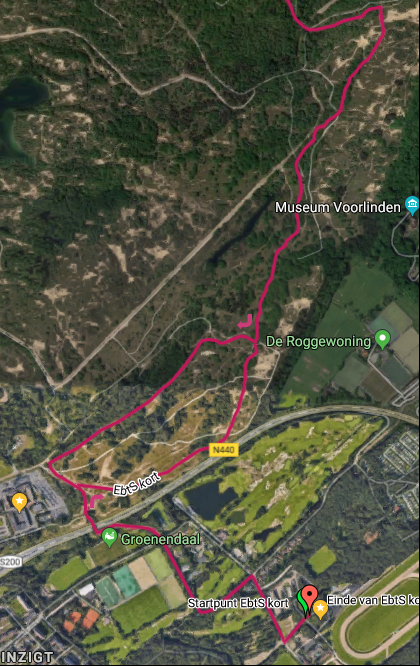 Museum Voorlinden
De Roggewoning
N440
EbtS kort
S200
Groenendaal
Startpunt EbtS kort
Einde van EbtS ko
INZIGT